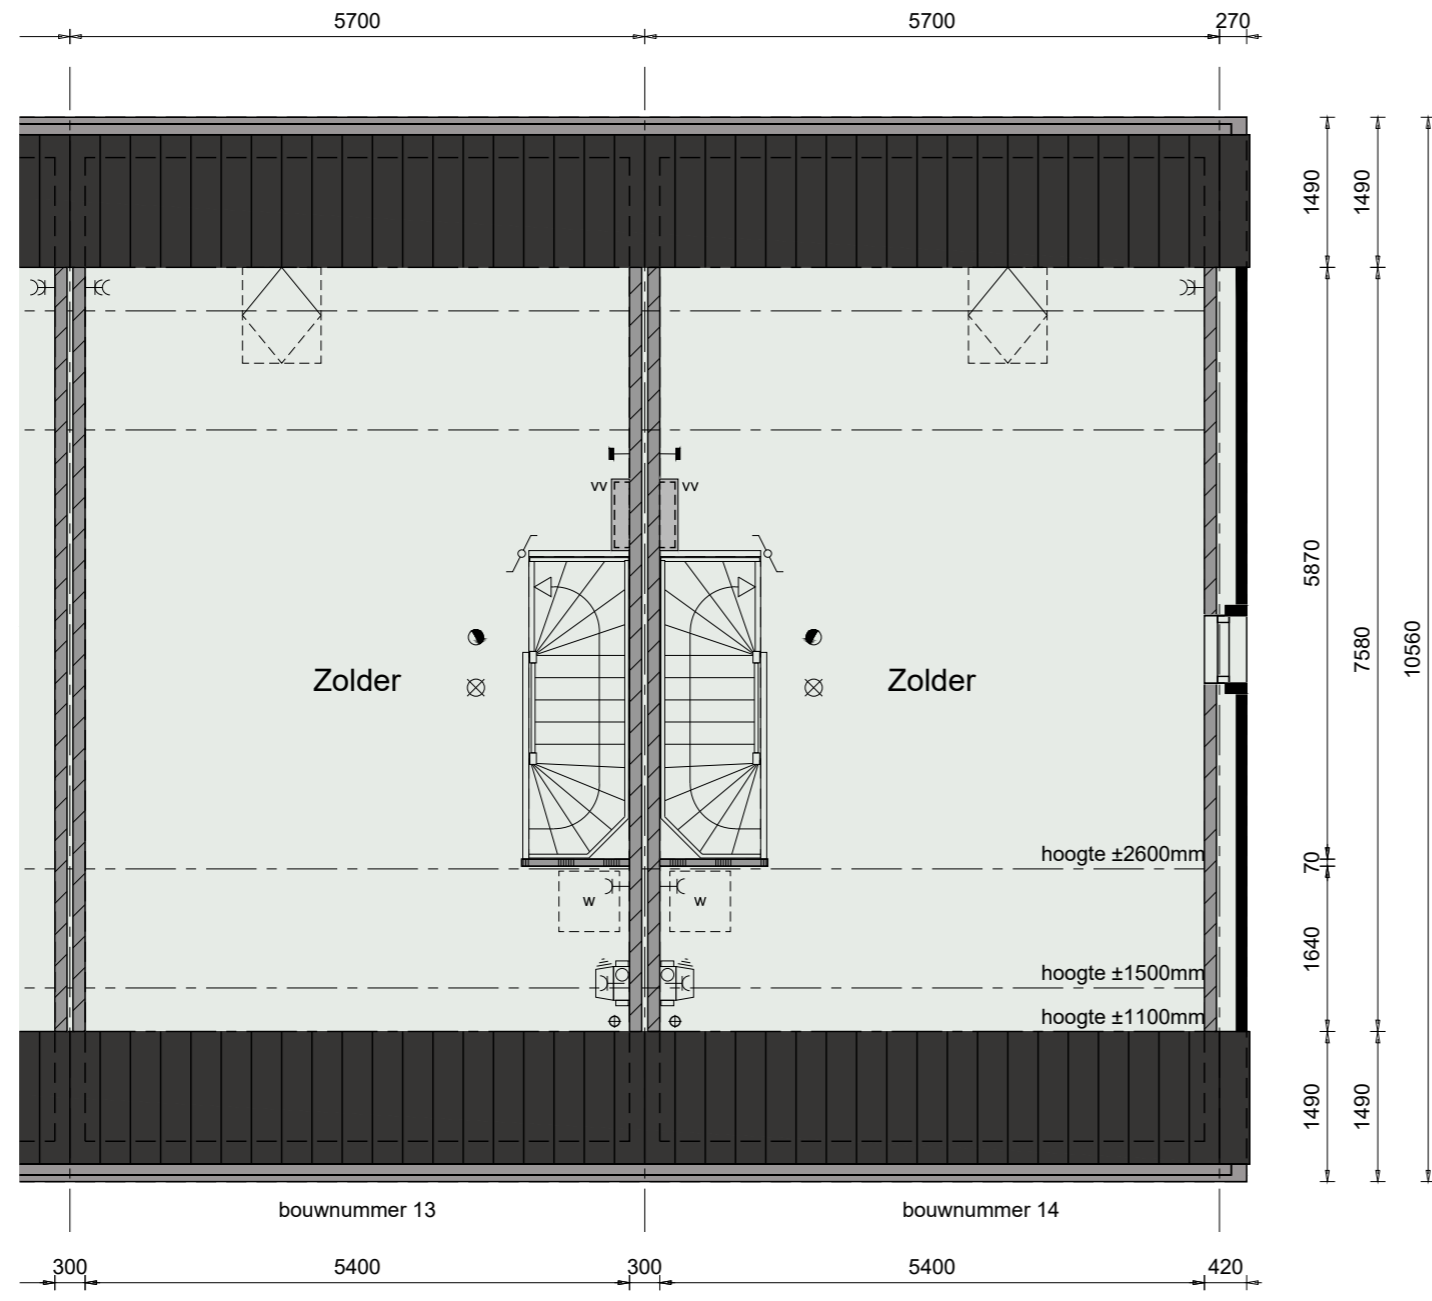 5700 5700 270
1490 1490
vv vv
5870
7580
10560
Zolder Zolder
hoogte ±2600mm
70
w w
1640
hoogte ±1500mm
hoogte ±1100mm
1490 1490
bouwnummer 13 bouwnummer 14
300 5400 300 5400 420